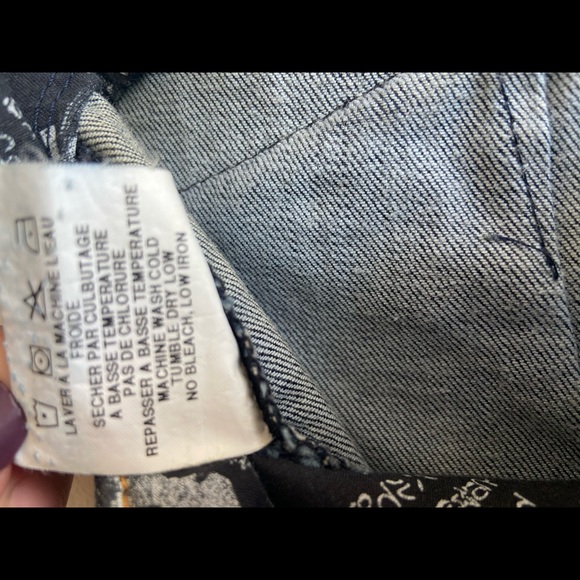 LAVER À LA MACHINE L'EAU
FROIDE
SECHER PAR CULBUTAGE
A BASSE TEMPERATURE
PAS DE CHLORURE
REPASSER A BASSE TEMPERATURE
MACHINE WASH COLD
TUMBLE DRY LOW
NO BLEACH, LOW IRON